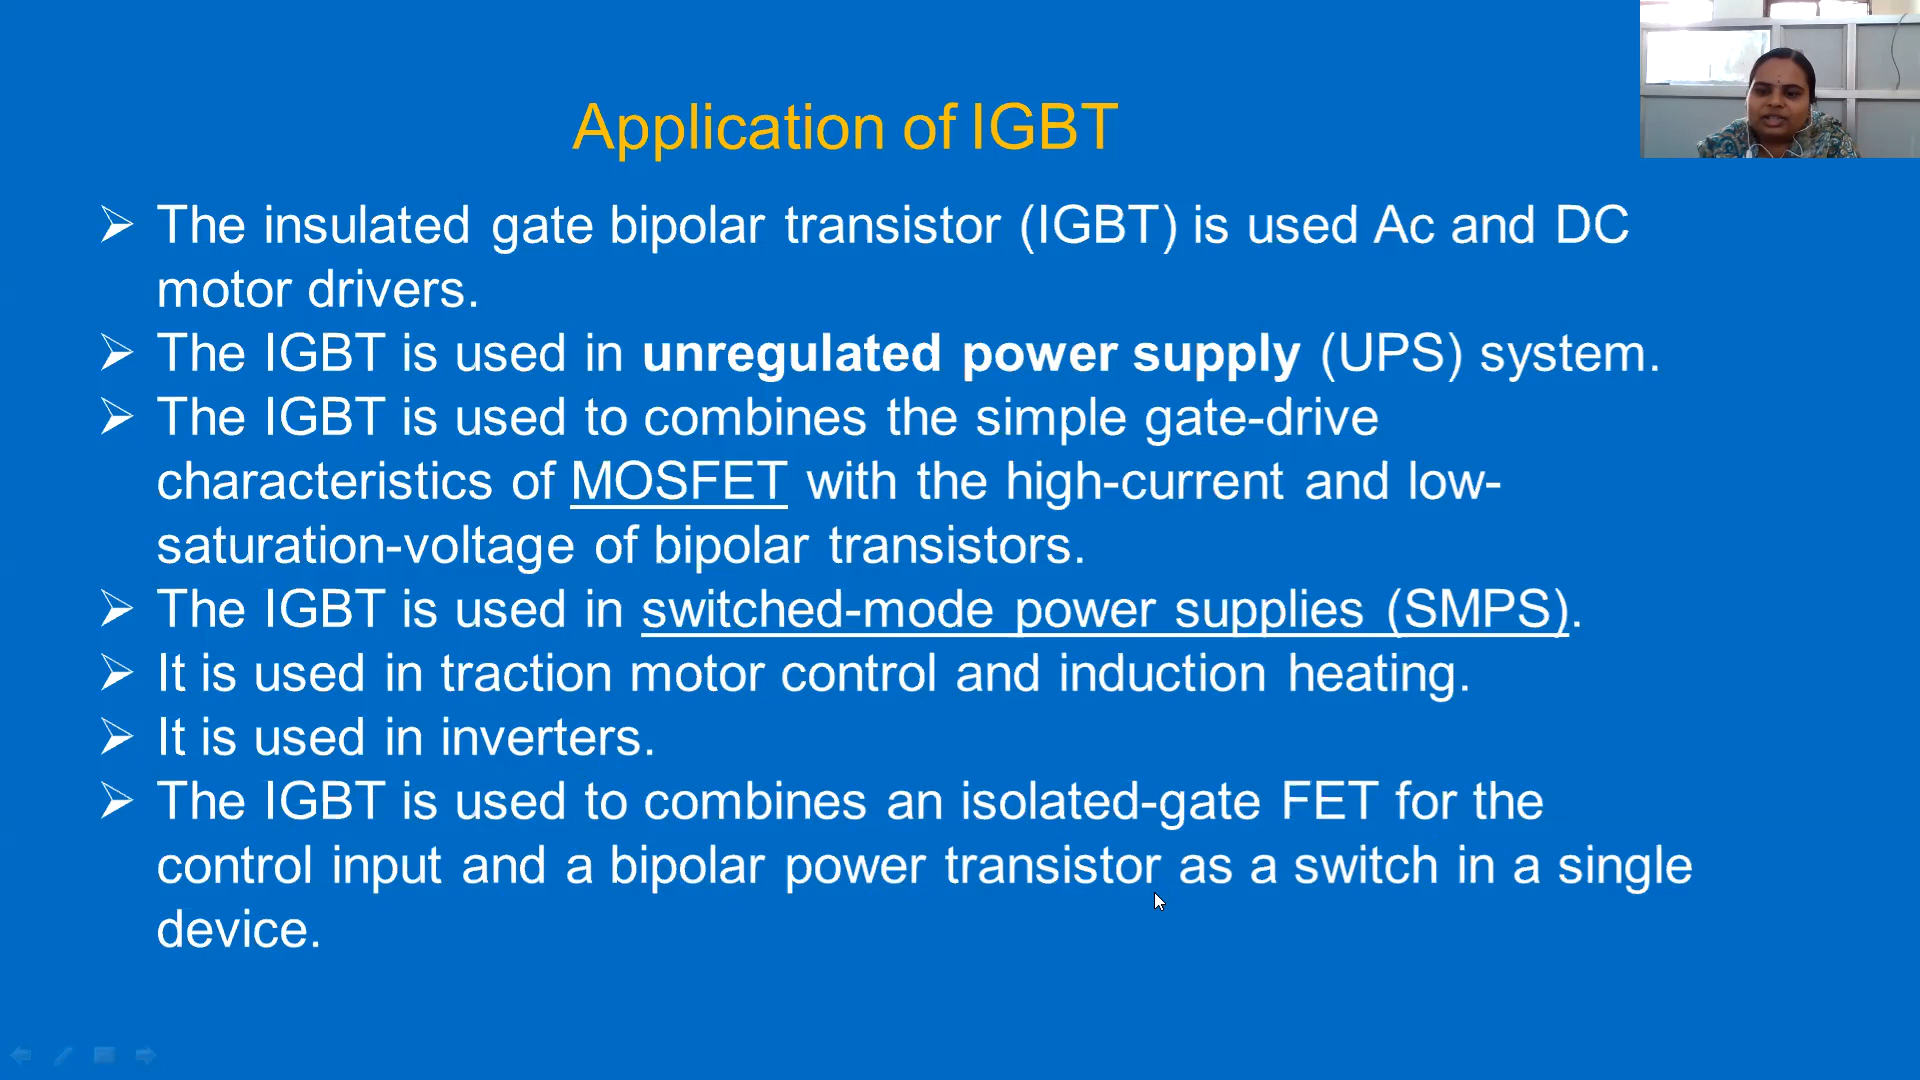 Application of IGBT
The insulated gate bipolar transistor (IGBT) is used Ac and DC
motor drivers.
The IGBT is used in unregulated power supply (UPS) system.
The IGBT is used to combines the simple gate-drive
characteristics of MOSFET with the high-current and low-
saturation-voltage of bipolar transistors.
The IGBT is used in switched-mode power supplies (SMPS).
It is used in traction motor control and induction heating.
It is used in inverters.
The IGBT is used to combines an isolated-gate FET for the
control input and a bipolar power transistor as a switch in a single
device.